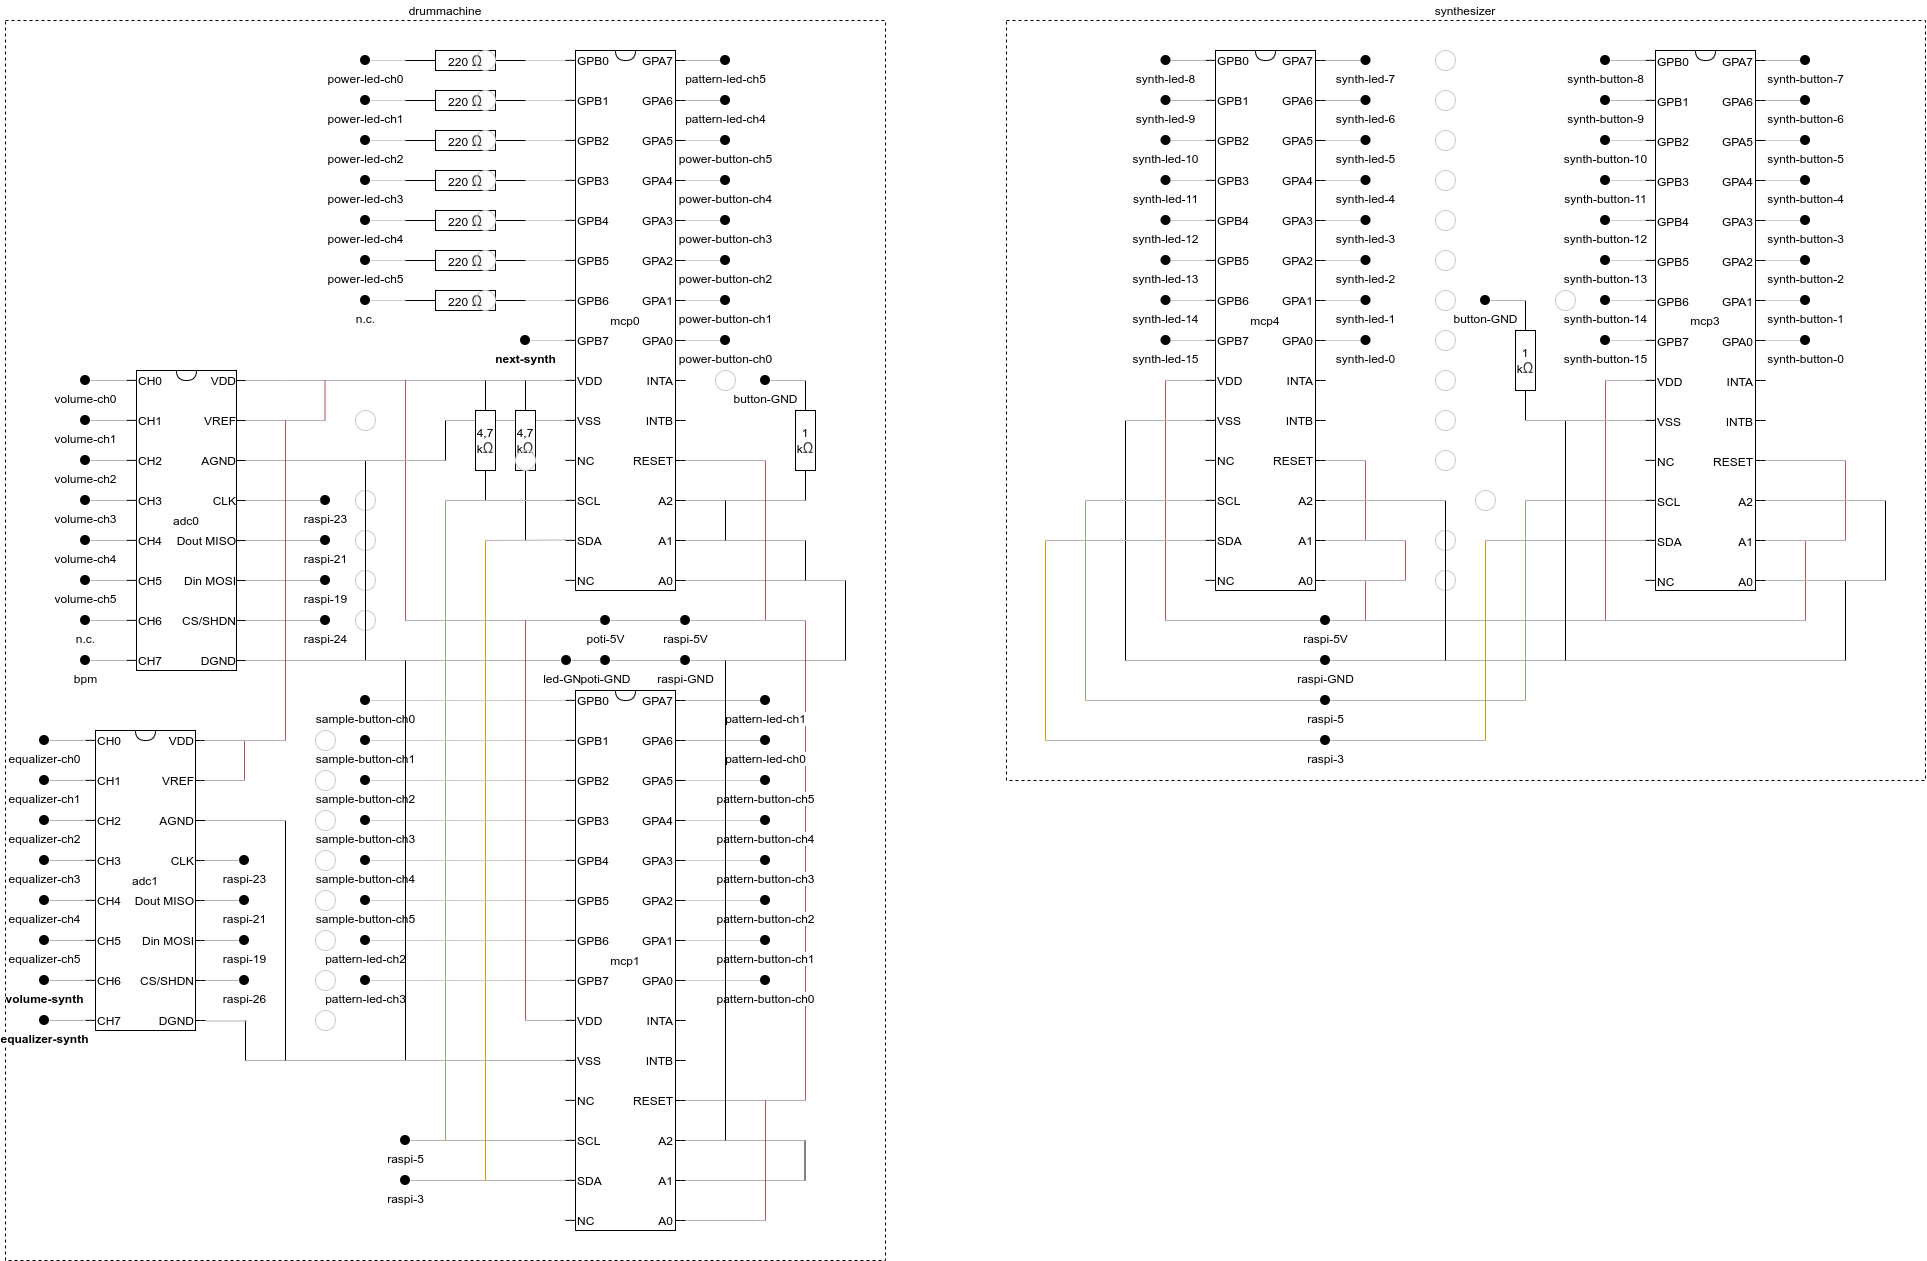 drummachine
power-led-ch0
220 Ω
GPB0 GPA7
pattern-led-ch5
power-led-ch1
220 Ω
GPB1 GPA6
pattern-led-ch4
power-led-ch2
220 Ω
GPB2 GPA5
power-button-ch5
power-led-ch3
220 Ω
GPB3 GPA4
power-button-ch4
power-led-ch4
220 Ω
GPB4 GPA3
power-button-ch3
power-led-ch5
220 Ω
GPB5 GPA2
power-button-ch2
n.c.
220 Ω
GPB6 GPA1
power-button-ch1
mcp0
next-synth
GPB7 GPA0
power-button-ch0
VDD INTA
button-GND
VSS INTB
4,7
kΩ
4,7
kΩ
1
kΩ
NC RESET
SCL A2
SDA A1
NC A0
volume-ch0
CH0 VDD
volume-ch1
CH1 VREF
volume-ch2
CH2 AGND
volume-ch3
CH3 CLK
raspi-23
adc0
volume-ch4
CH4 Dout MISO
raspi-21
volume-ch5
CH5 Din MOSI
raspi-19
n.c.
CH6 CS/SHDN
raspi-24
bpm
CH7 DGND
poti-5V
raspi-5V
led-GN
poti-GND
raspi-GND
sample-button-ch0
GPB0 GPA7
pattern-led-ch1
sample-button-ch1
GPB1 GPA6
pattern-led-ch0
sample-button-ch2
GPB2 GPA5
pattern-button-ch5
sample-button-ch3
GPB3 GPA4
pattern-button-ch4
sample-button-ch4
GPB4 GPA3
pattern-button-ch3
sample-button-ch5
GPB5 GPA2
pattern-button-ch2
pattern-led-ch2
GPB6 GPA1
pattern-button-ch1
mcp1
pattern-led-ch3
GPB7 GPA0
pattern-button-ch0
VDD INTA
VSS INTB
NC RESET
SCL A2
raspi-5
SDA A1
raspi-3
NC A0
equalizer-ch0
CH0 VDD
equalizer-ch1
CH1 VREF
equalizer-ch2
CH2 AGND
equalizer-ch3
CH3 CLK
raspi-23
adc1
equalizer-ch4
CH4 Dout MISO
raspi-21
equalizer-ch5
CH5 Din MOSI
raspi-19
volume-synth
CH6 CS/SHDN
raspi-26
equalizer-synth
CH7 DGND
synthesizer
synth-led-8
GPB0 GPA7
synth-led-7
synth-led-9
GPB1 GPA6
synth-led-6
synth-led-10
GPB2 GPA5
synth-led-5
synth-led-11
GPB3 GPA4
synth-led-4
synth-led-12
GPB4 GPA3
synth-led-3
synth-led-13
GPB5 GPA2
synth-led-2
synth-led-14
GPB6 GPA1
synth-led-1
mcp4
synth-led-15
GPB7 GPA0
synth-led-0
VDD INTA
VSS INTB
NC RESET
SCL A2
SDA A1
NC A0
button-GND
1
kΩ
synth-button-8
GPB0 GPA7
synth-button-7
synth-button-9
GPB1 GPA6
synth-button-6
synth-button-10
GPB2 GPA5
synth-button-5
synth-button-11
GPB3 GPA4
synth-button-4
synth-button-12
GPB4 GPA3
synth-button-3
synth-button-13
GPB5 GPA2
synth-button-2
synth-button-14
GPB6 GPA1
synth-button-1
mcp3
synth-button-15
GPB7 GPA0
synth-button-0
VDD INTA
VSS INTB
NC RESET
SCL A2
SDA A1
NC A0
raspi-5V
raspi-GND
raspi-5
raspi-3